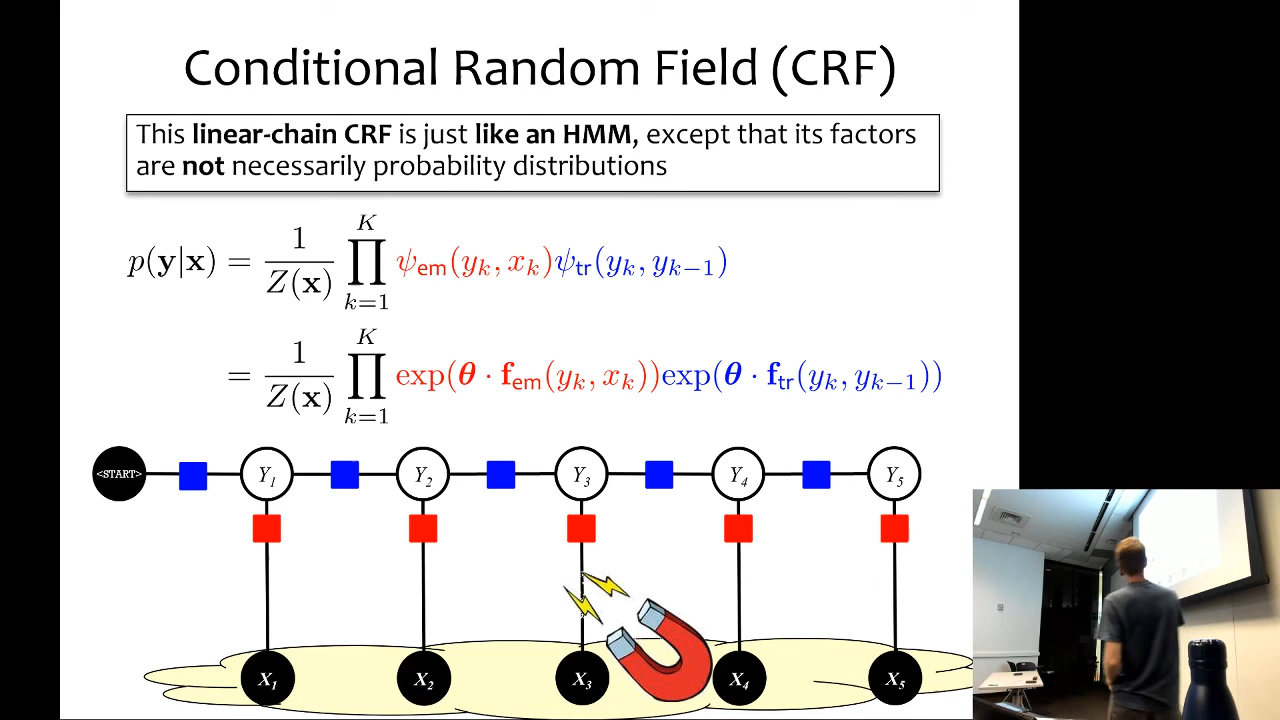 Conditional Random Field (CRF)
This linear-chain CRF is just like an HMM, except that its factors
are not necessarily probability distributions
p(y|x) = 1/Z(x) ∏_{k=1}^{K} ψ_em(y_k, x_k)ψ_tr(y_k, y_{k−1})
= 1/Z(x) ∏_{k=1}^{K} exp(θ · f_em(y_k, x_k))exp(θ · f_tr(y_k, y_{k−1}))
<START> Y1 Y2 Y3 Y4 Y5
X1 X2 X3 X4 X5